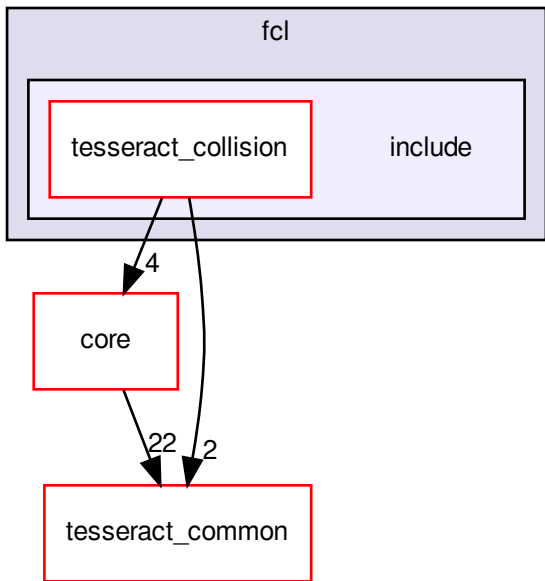 fcl
tesseract_collision
include
4
core
22
2
tesseract_common